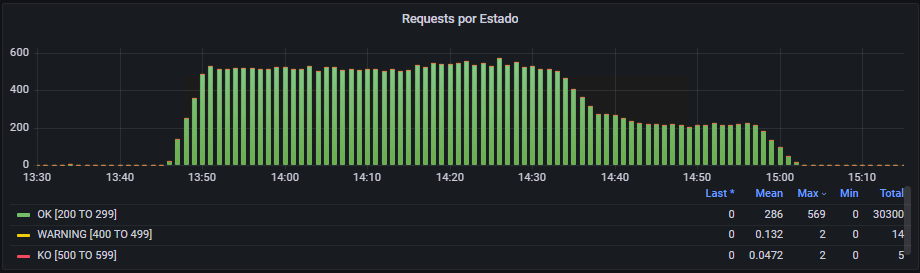 Requests por Estado
600
400
200
0
13:30 13:40 13:50 14:00 14:10 14:20 14:30 14:40 14:50 15:00 15:10
Last * Mean Max Min Total
OK [200 TO 299] 0 286 569 0 30300
WARNING [400 TO 499] 0 0.132 2 0 14
KO [500 TO 599] 0 0.0472 2 0 5